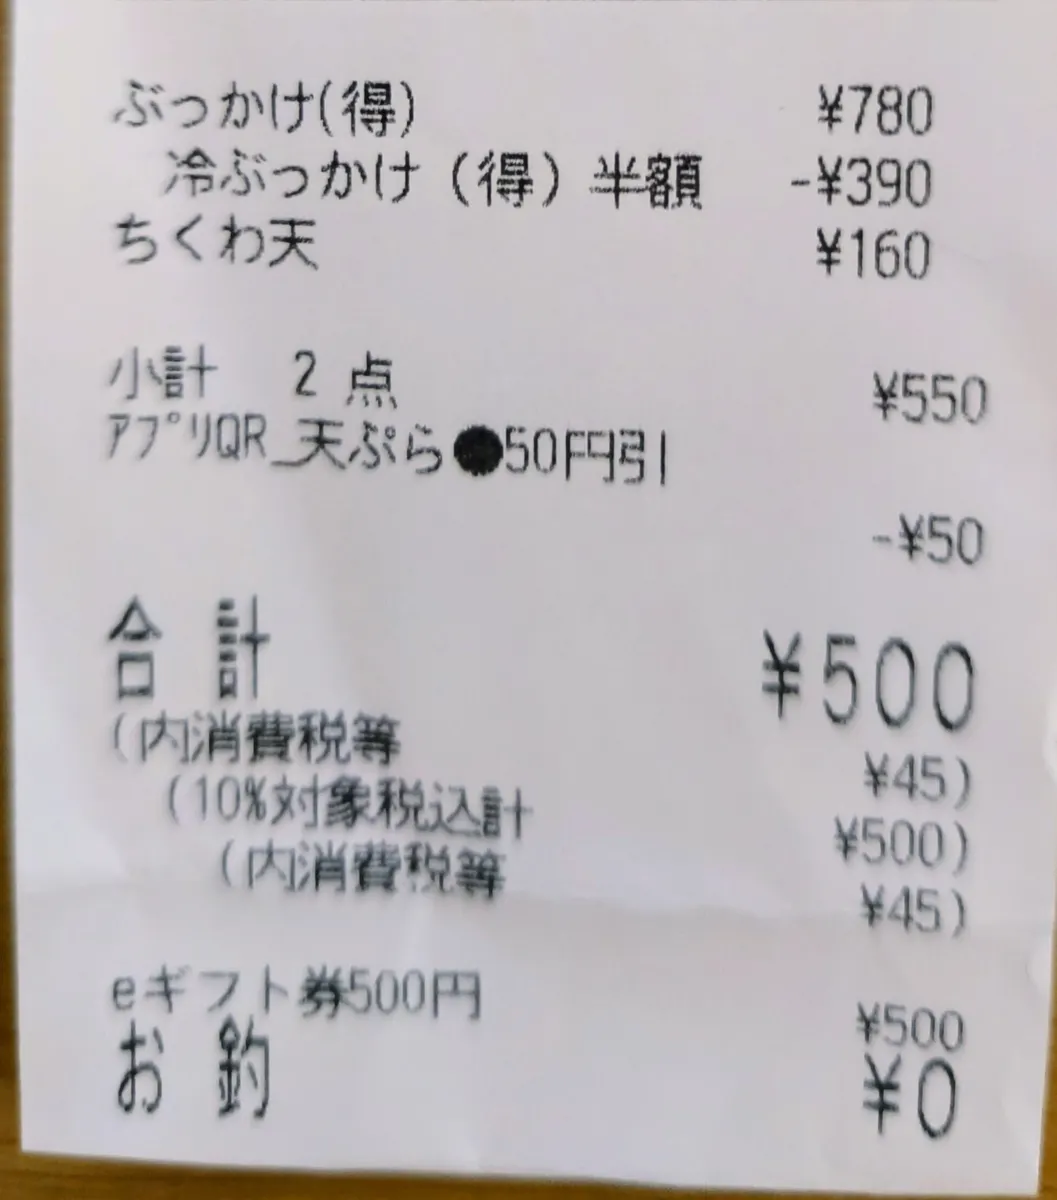 ぶっかけ(得) ¥780
冷ぶっかけ(得)半額 -¥390
ちくわ天 ¥160
小計 2 点 ¥550
アプリQR_天ぷら●50円引
-¥50
合 計 ¥500
(内消費税等 ¥45)
(10%対象税込計 ¥500)
(内消費税等 ¥45)
eギフト券500円 ¥500
お 釣 ¥0